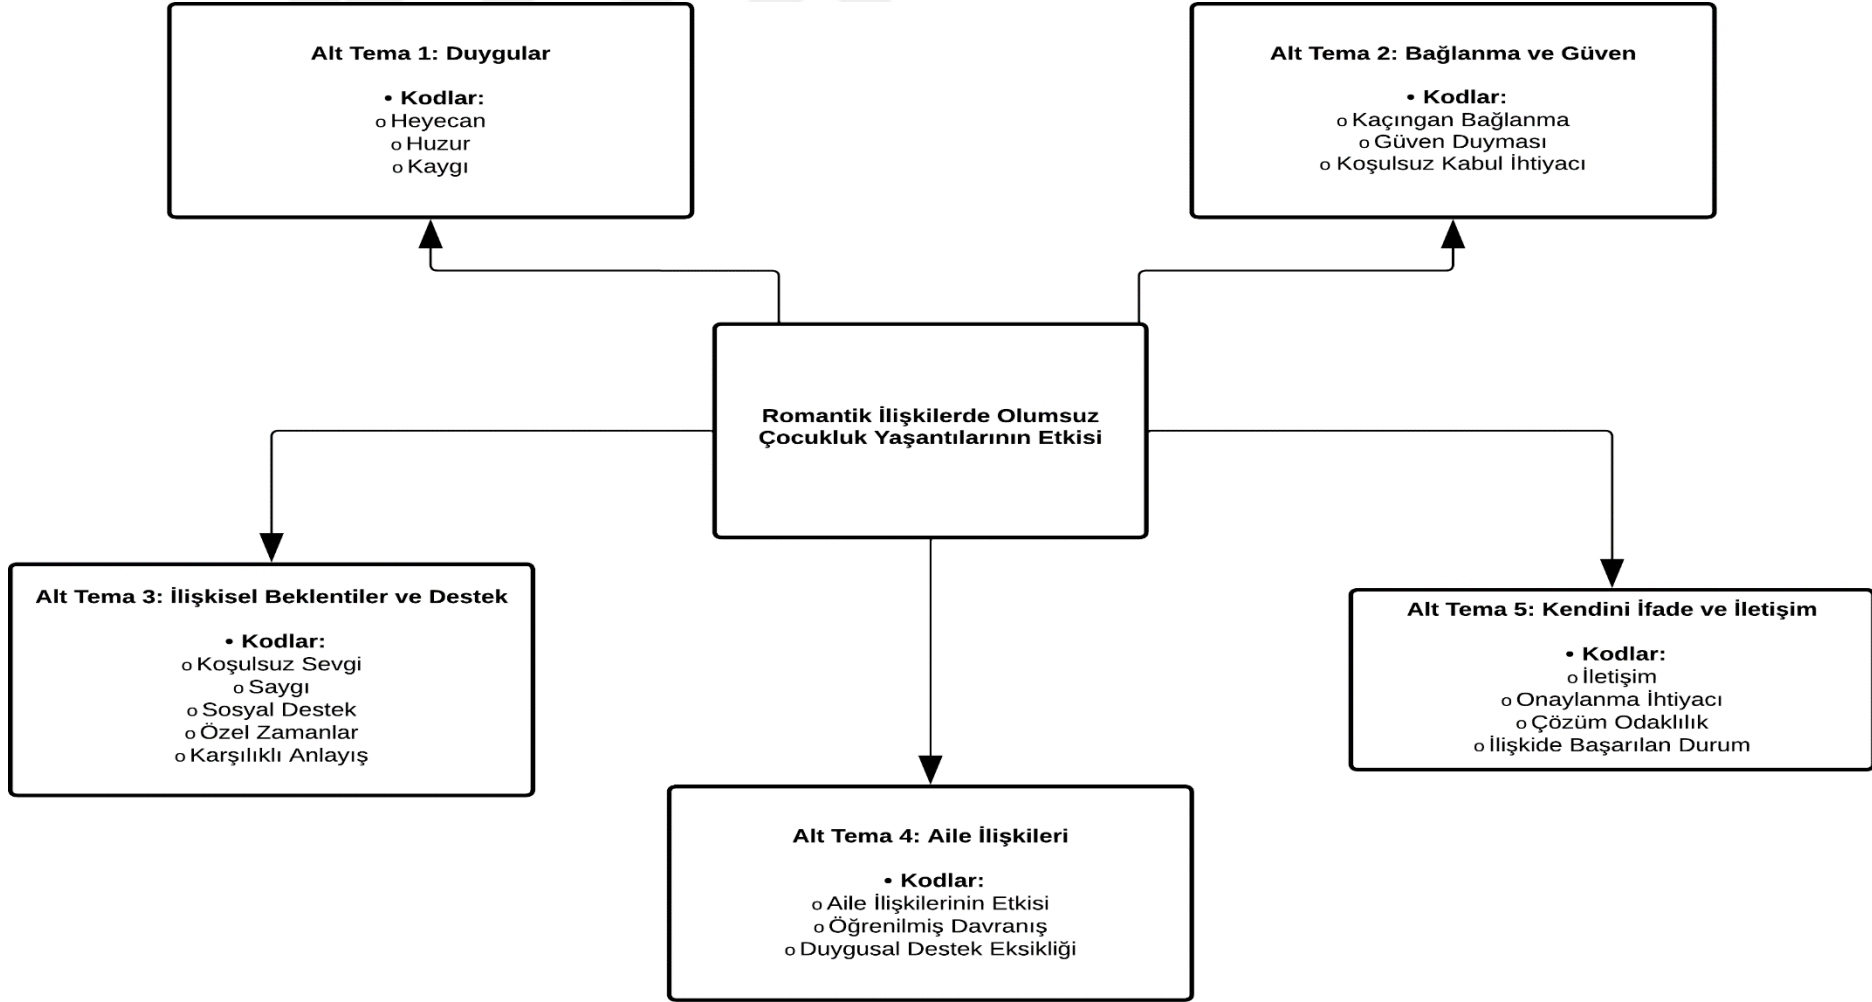 Alt Tema 1: Duygular
• Kodlar:
o Heyecan
o Huzur
o Kaygı
Alt Tema 2: Bağlanma ve Güven
• Kodlar:
o Kaçıngan Bağlanma
o Güven Duyması
o Koşulsuz Kabul İhtiyacı
Romantik İlişkilerde Olumsuz
Çocukluk Yaşantılarının Etkisi
Alt Tema 3: İlişkisel Beklentiler ve Destek
• Kodlar:
o Koşulsuz Sevgi
o Saygı
o Sosyal Destek
o Özel Zamanlar
o Karşılıklı Anlayış
Alt Tema 4: Aile İlişkileri
• Kodlar:
o Aile İlişkilerinin Etkisi
o Öğrenilmiş Davranış
o Duygusal Destek Eksikliği
Alt Tema 5: Kendini İfade ve İletişim
• Kodlar:
o İletişim
o Onaylanma İhtiyacı
o Çözüm Odaklılık
o İlişkide Başarılan Durum